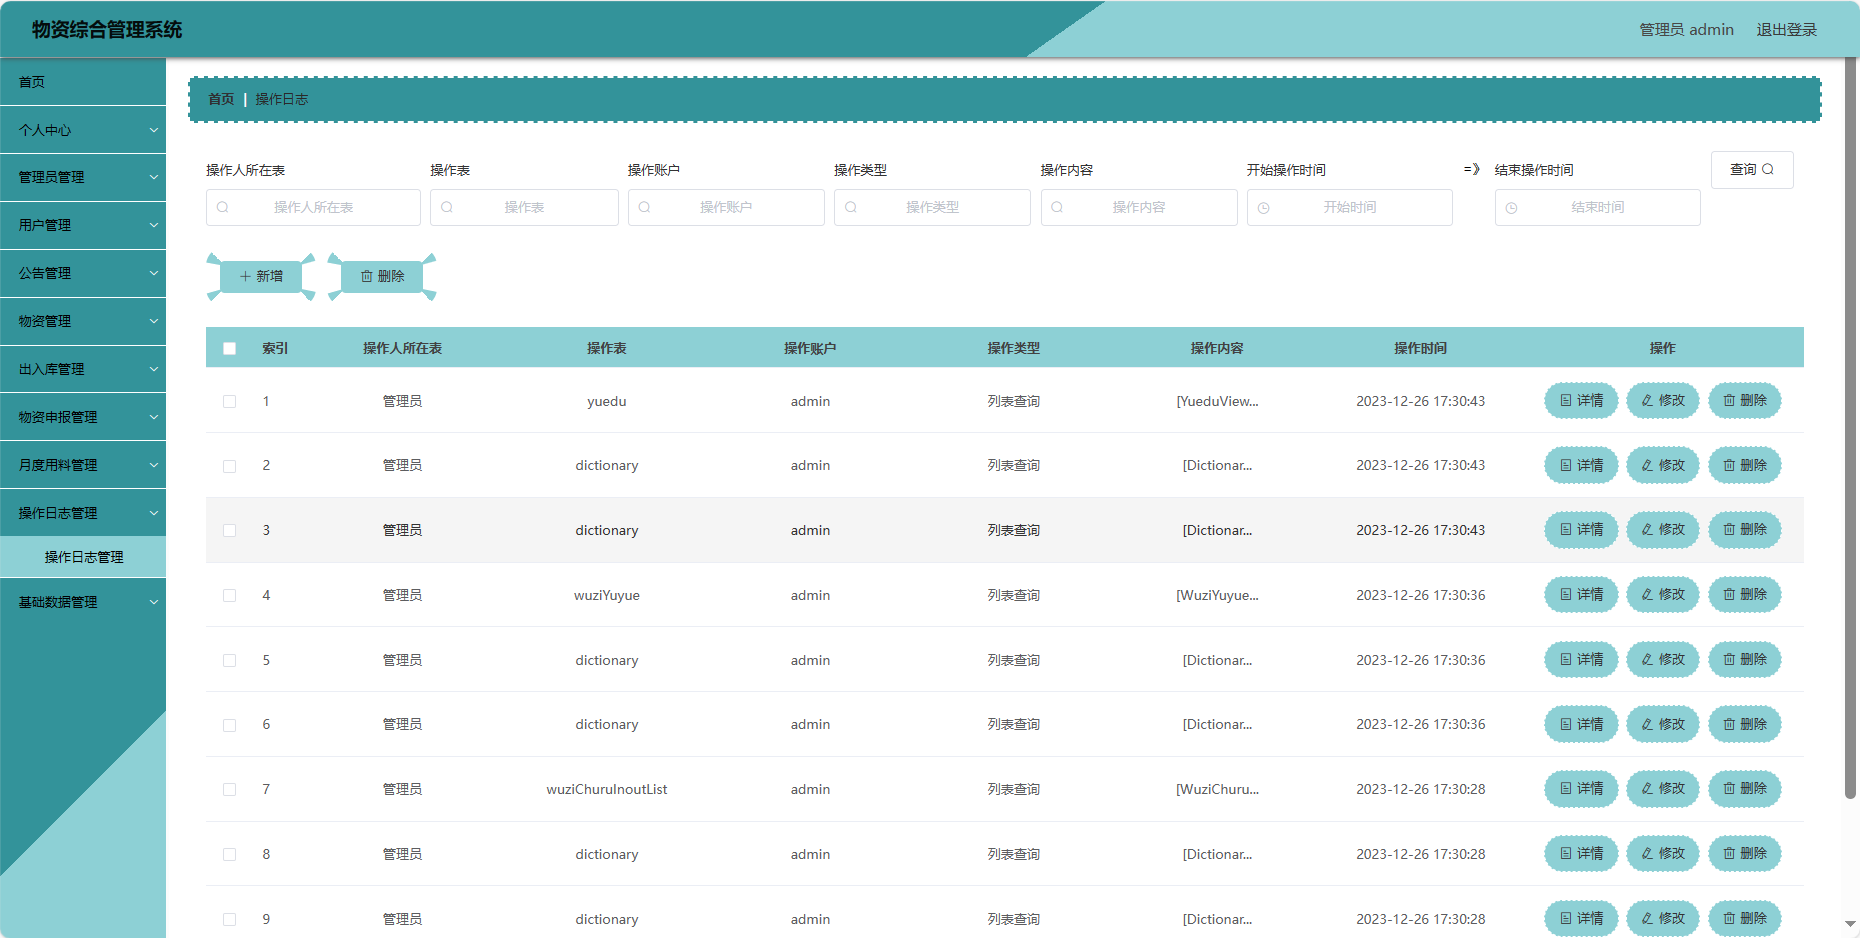 物资综合管理系统
管理员 admin 退出登录
首页
个人中心
管理员管理
用户管理
公告管理
物资管理
出入库管理
物资申报管理
月度用料管理
操作日志管理
操作日志管理
基础数据管理
首页 | 操作日志
操作人所在表 操作表 操作账户 操作类型 操作内容 开始操作时间 =》 结束操作时间 查询
操作人所在表 操作表 操作账户 操作类型 操作内容 开始时间 结束时间
新增 删除
索引 操作人所在表 操作表 操作账户 操作类型 操作内容 操作时间 操作
1 管理员 yuedu admin 列表查询 [YueduView... 2023-12-26 17:30:43 详情 修改 删除
2 管理员 dictionary admin 列表查询 [Dictionar... 2023-12-26 17:30:43 详情 修改 删除
3 管理员 dictionary admin 列表查询 [Dictionar... 2023-12-26 17:30:43 详情 修改 删除
4 管理员 wuziYuyue admin 列表查询 [WuziYuyue... 2023-12-26 17:30:36 详情 修改 删除
5 管理员 dictionary admin 列表查询 [Dictionar... 2023-12-26 17:30:36 详情 修改 删除
6 管理员 dictionary admin 列表查询 [Dictionar... 2023-12-26 17:30:36 详情 修改 删除
7 管理员 wuziChuruInoutList admin 列表查询 [WuziChuru... 2023-12-26 17:30:28 详情 修改 删除
8 管理员 dictionary admin 列表查询 [Dictionar... 2023-12-26 17:30:28 详情 修改 删除
9 管理员 dictionary admin 列表查询 [Dictionar... 2023-12-26 17:30:28 详情 修改 删除